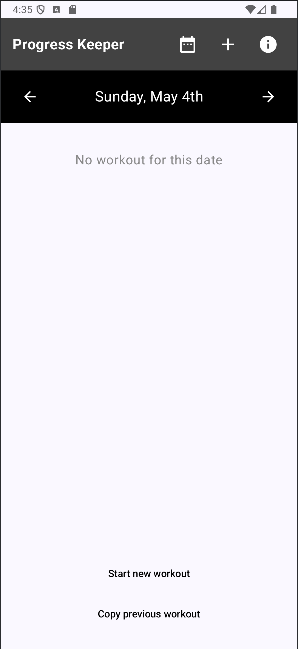 4:35
Progress Keeper
Sunday, May 4th
No workout for this date
Start new workout
Copy previous workout